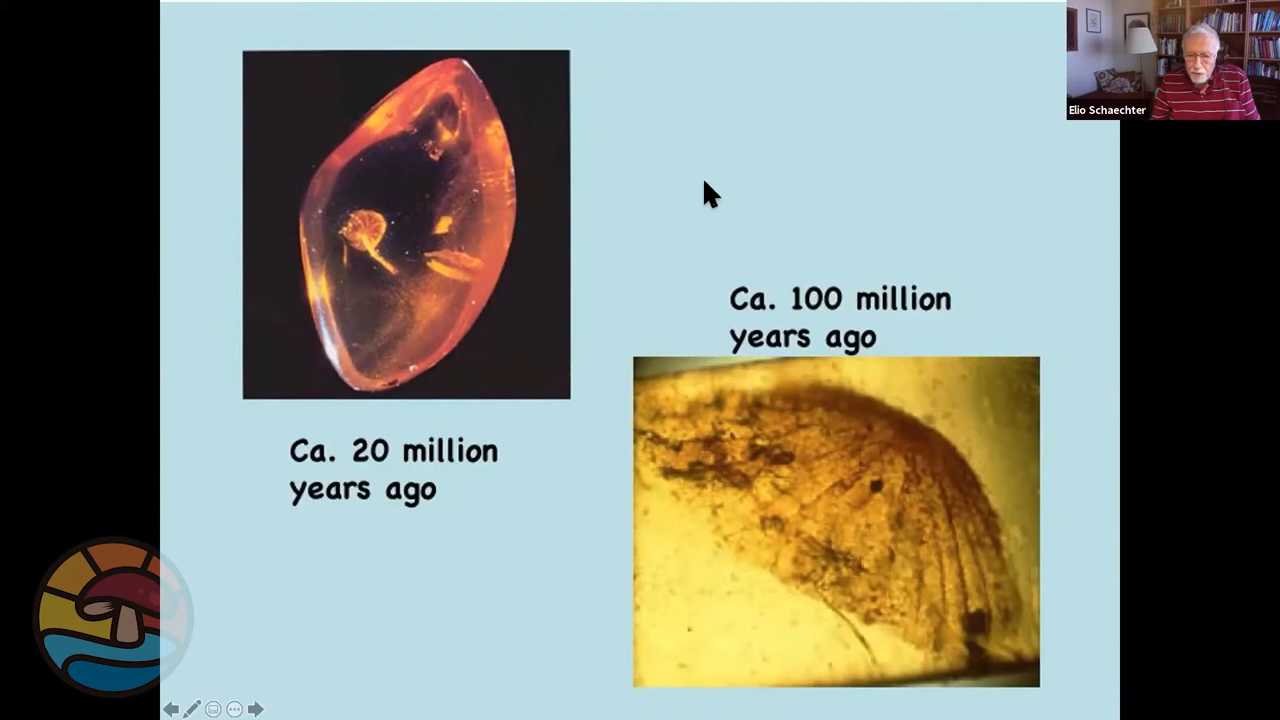 Elio Schaechter
Ca. 100 million
years ago
Ca. 20 million
years ago